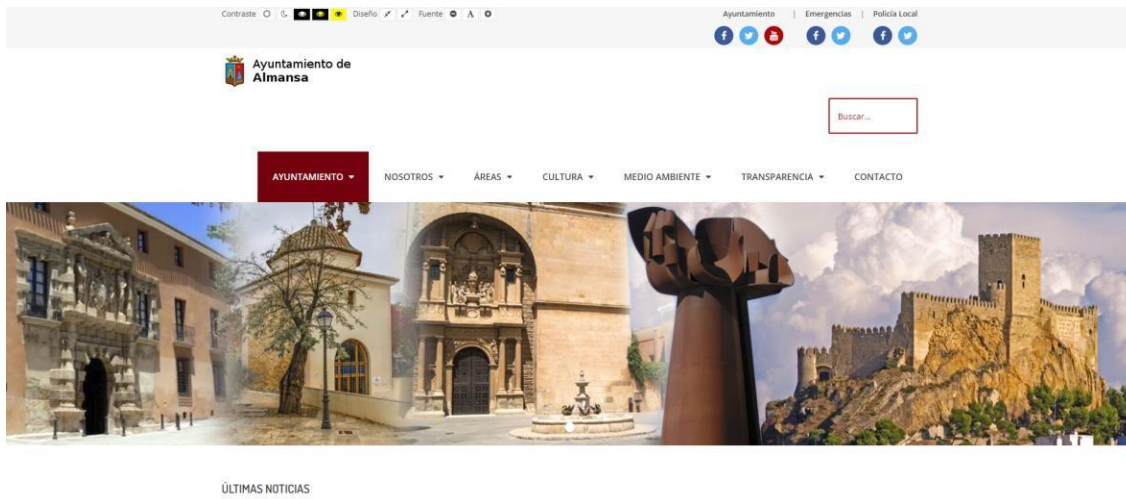 Contraste Diseño Fuente A
Ayuntamiento | Emergencias | Policía Local
Ayuntamiento de
Almansa
Buscar...
AYUNTAMIENTO NOSOTROS ÁREAS CULTURA MEDIO AMBIENTE TRANSPARENCIA CONTACTO
ÚLTIMAS NOTICIAS